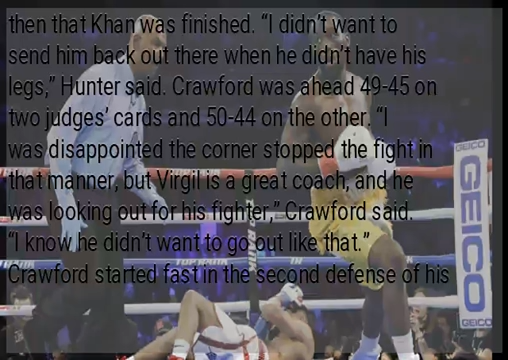 then that Khan was finished. “I didn’t want to
send him back out there when he didn’t have his
legs,” Hunter said. Crawford was ahead 49-45 on
two judges’ cards and 50-44 on the other. “I
was disappointed the corner stopped the fight in
that manner, but Virgil is a great coach, and he
was looking out for his fighter,” Crawford said.
“I know he didn’t want to go out like that.”
Crawford started fast in the second defense of his
GEICO
GEICO
GEICO
TOP RANK